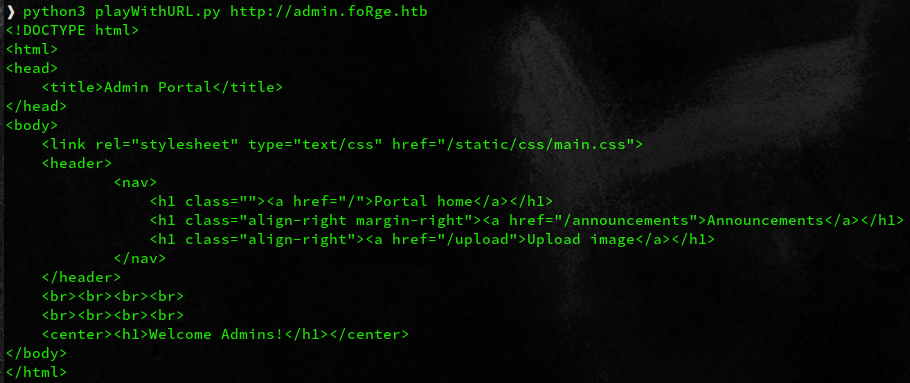 ❱ python3 playWithURL.py http://admin.foRge.htb
<!DOCTYPE html>
<html>
<head>
    <title>Admin Portal</title>
</head>
<body>
    <link rel="stylesheet" type="text/css" href="/static/css/main.css">
    <header>
            <nav>
                <h1 class=""><a href="/">Portal home</a></h1>
                <h1 class="align-right margin-right"><a href="/announcements">Announcements</a></h1>
                <h1 class="align-right"><a href="/upload">Upload image</a></h1>
            </nav>
    </header>
    <br><br><br><br>
    <br><br><br><br>
    <center><h1>Welcome Admins!</h1></center>
</body>
</html>